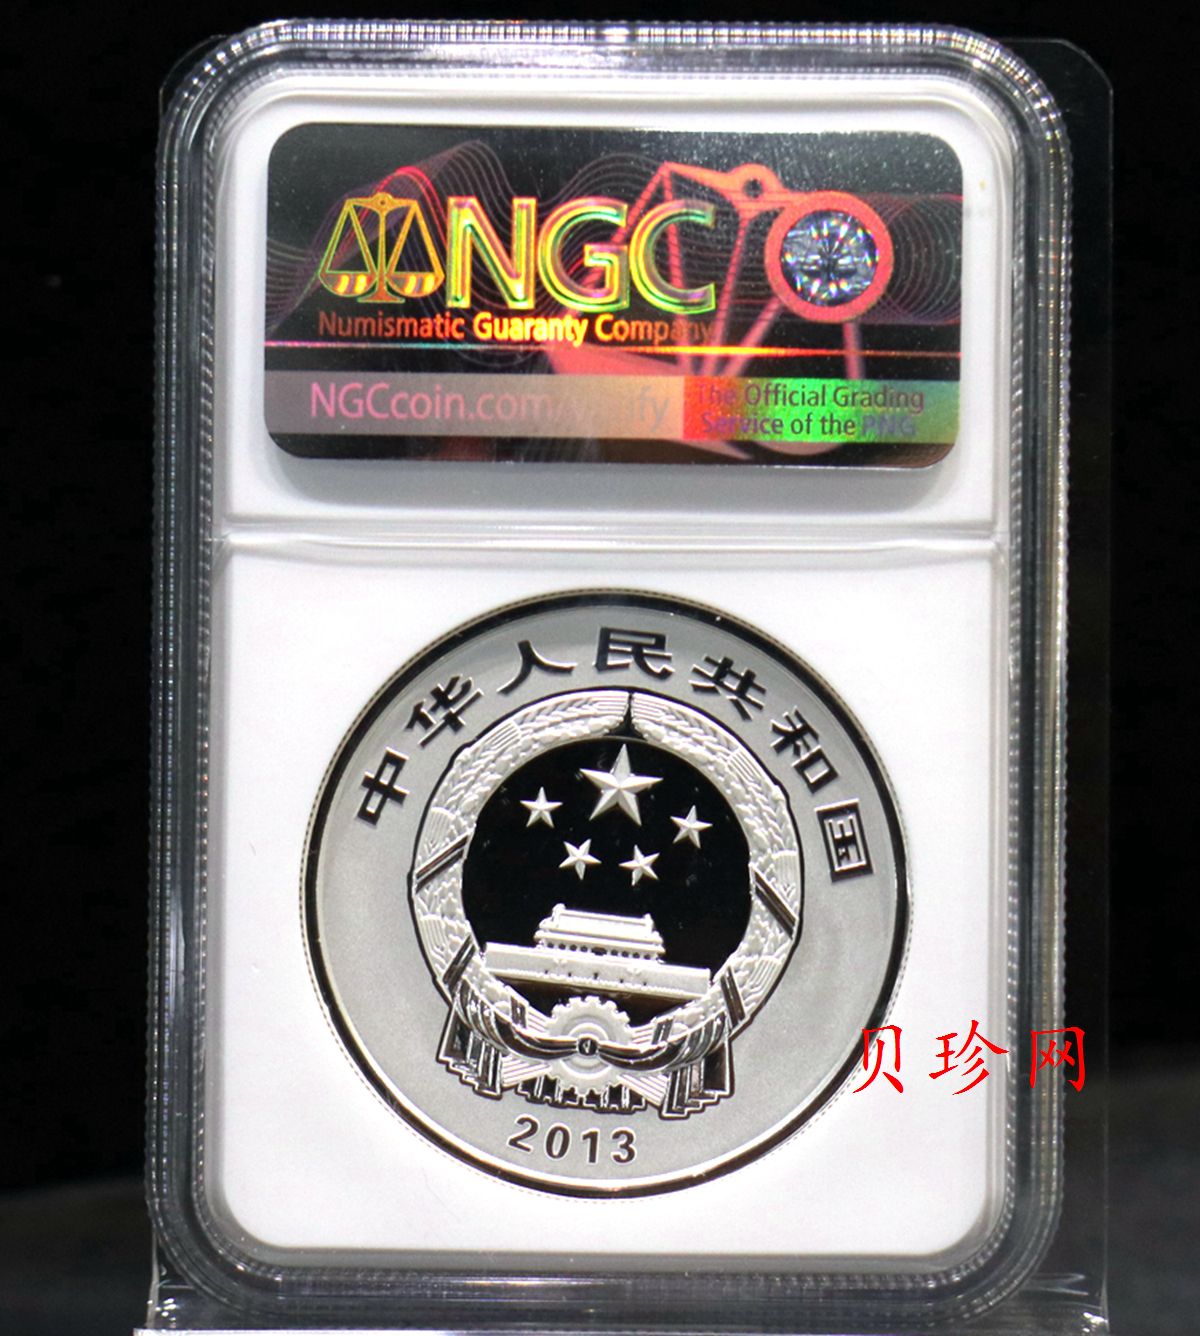 NGC
Numismatic Guaranty Company
NGCcoin.com/verify
The Official Grading
Service of the PNG
中华人民共和国
2013
贝珍网